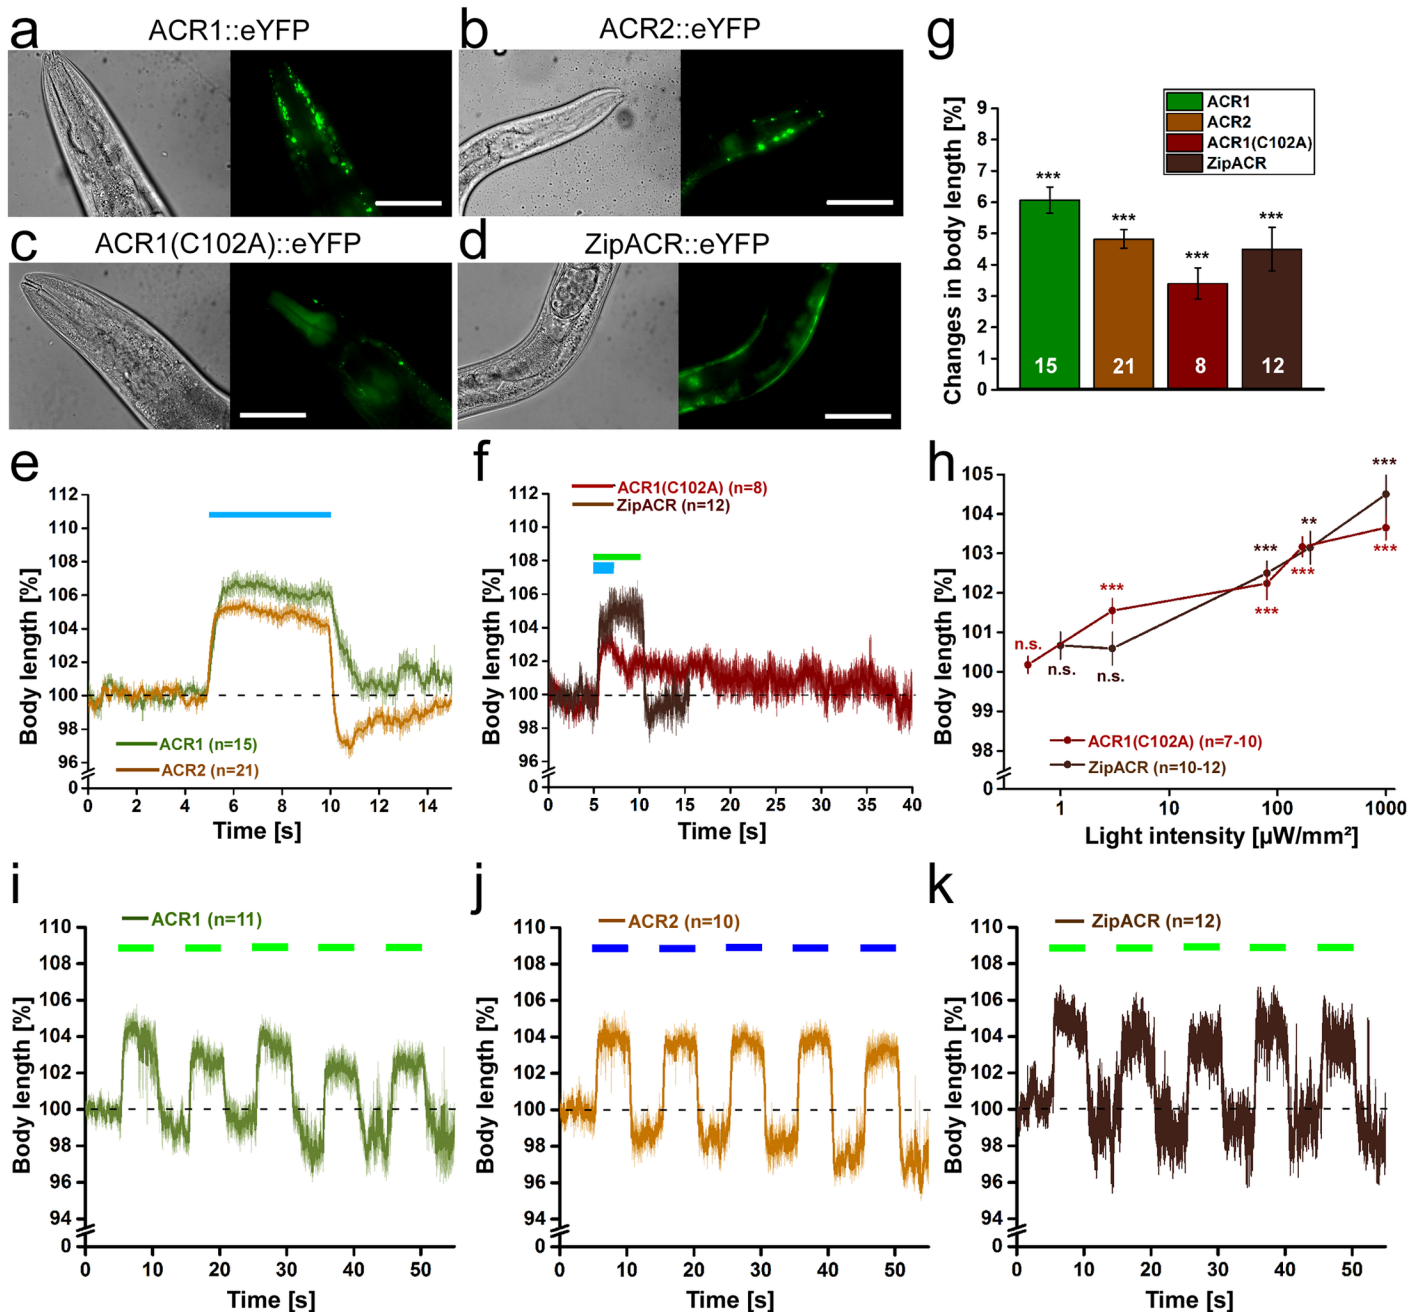 a
ACR1::eYFP
b
ACR2::eYFP
c
ACR1(C102A)::eYFP
d
ZipACR::eYFP
g
ACR1
ACR2
ACR1(C102A)
ZipACR
Changes in body length [%]
9
8
7
6
5
4
3
2
1
0
***
***
***
***
15
21
8
12
e
Body length [%]
112
110
108
106
104
102
100
98
96
0
ACR1 (n=15)
ACR2 (n=21)
0 2 4 6 8 10 12 14
Time [s]
f
ACR1(C102A) (n=8)
ZipACR (n=12)
Body length [%]
112
110
108
106
104
102
100
98
96
0
0 5 10 15 20 25 30 35 40
Time [s]
h
Body length [%]
105
104
103
102
101
100
99
98
0
n.s.
n.s.
***
n.s.
***
***
**
***
***
***
ACR1(C102A) (n=7-10)
ZipACR (n=10-12)
1 10 100 1000
Light intensity [µW/mm²]
i
ACR1 (n=11)
Body length [%]
110
108
106
104
102
100
98
96
94
0
0 10 20 30 40 50
Time [s]
j
ACR2 (n=10)
Body length [%]
110
108
106
104
102
100
98
96
94
0
0 10 20 30 40 50
Time [s]
k
ZipACR (n=12)
Body length [%]
110
108
106
104
102
100
98
96
94
0
0 10 20 30 40 50
Time [s]